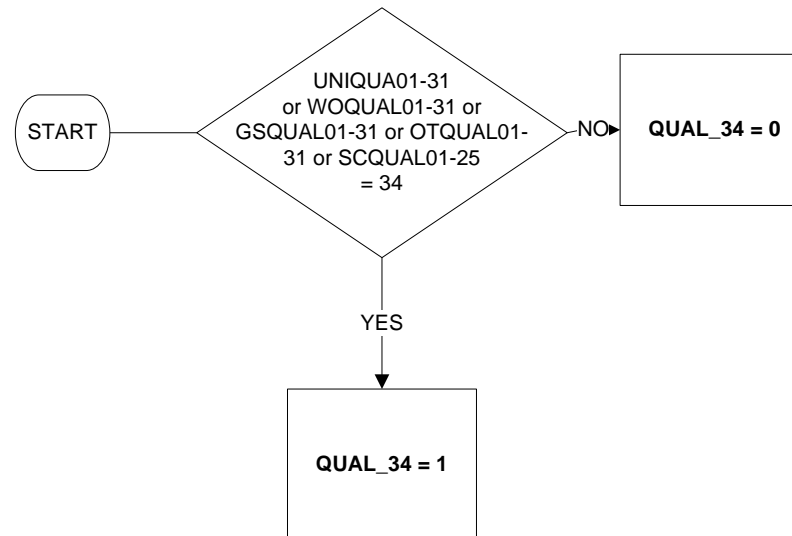 START
UNIQUA01-31
or WOQUAL01-31 or
GSQUAL01-31 or OTQUAL01-
31 or SCQUAL01-25
= 34
NO
QUAL_34 = 0
YES
QUAL_34 = 1